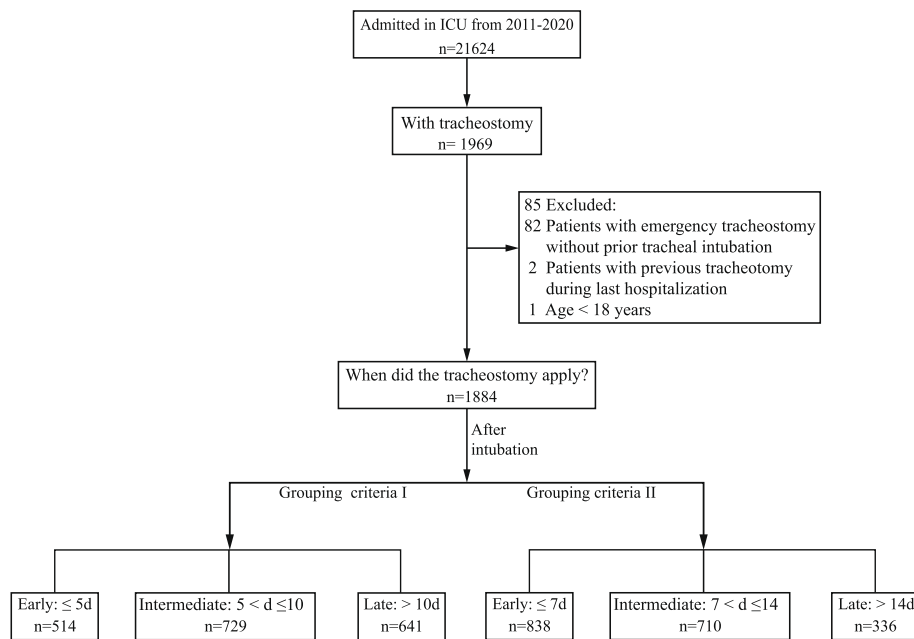 Admitted in ICU from 2011-2020
n=21624
With tracheostomy
n= 1969
85 Excluded:
82 Patients with emergency tracheostomy
without prior tracheal intubation
2 Patients with previous tracheotomy
during last hospitalization
1 Age < 18 years
When did the tracheostomy apply?
n=1884
After
intubation
Grouping criteria I
Grouping criteria II
Early: ≤ 5d
n=514
Intermediate: 5 < d ≤10
n=729
Late: > 10d
n=641
Early: ≤ 7d
n=838
Intermediate: 7 < d ≤14
n=710
Late: > 14d
n=336